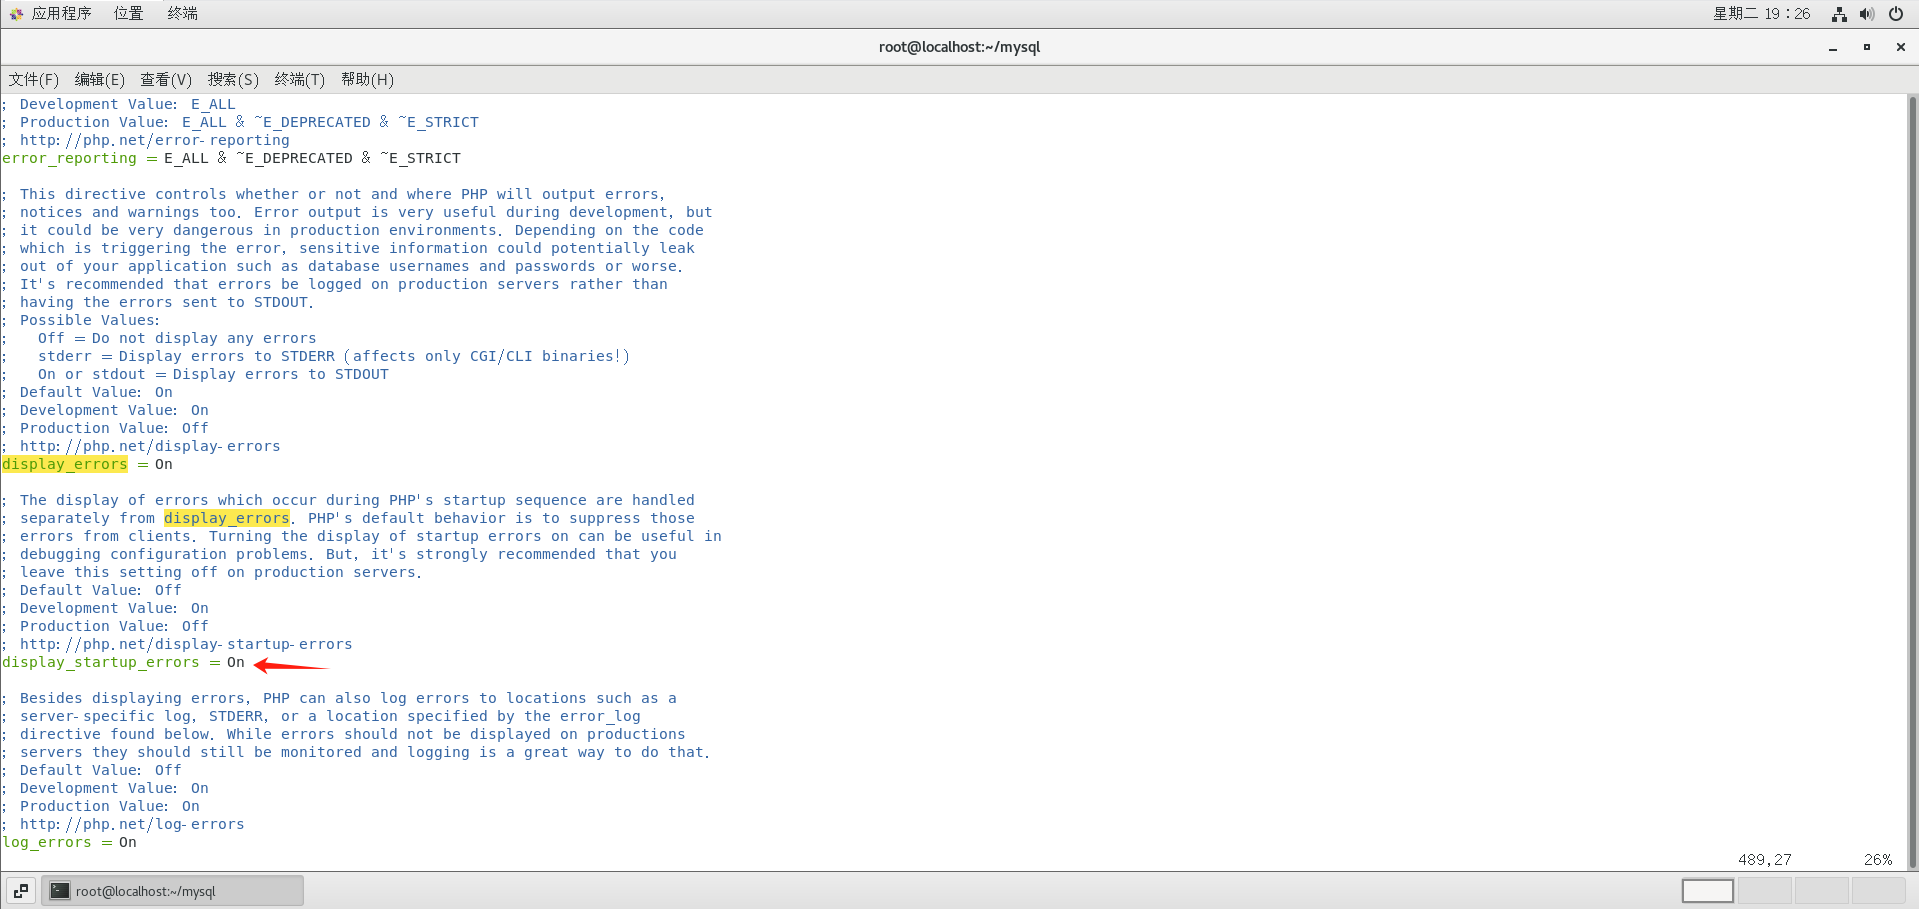 应用程序 位置 终端 星期二 19:26
root@localhost:~/mysql
文件(F) 编辑(E) 查看(V) 搜索(S) 终端(T) 帮助(H)
; Development Value: E_ALL
; Production Value: E_ALL & ~E_DEPRECATED & ~E_STRICT
; http://php.net/error-reporting
error_reporting = E_ALL & ~E_DEPRECATED & ~E_STRICT
; This directive controls whether or not and where PHP will output errors,
; notices and warnings too. Error output is very useful during development, but
; it could be very dangerous in production environments. Depending on the code
; which is triggering the error, sensitive information could potentially leak
; out of your application such as database usernames and passwords or worse.
; It's recommended that errors be logged on production servers rather than
; having the errors sent to STDOUT.
; Possible Values:
;   Off = Do not display any errors
;   stderr = Display errors to STDERR (affects only CGI/CLI binaries!)
;   On or stdout = Display errors to STDOUT
; Default Value: On
; Development Value: On
; Production Value: Off
; http://php.net/display-errors
display_errors = On
; The display of errors which occur during PHP's startup sequence are handled
; separately from display_errors. PHP's default behavior is to suppress those
; errors from clients. Turning the display of startup errors on can be useful in
; debugging configuration problems. But, it's strongly recommended that you
; leave this setting off on production servers.
; Default Value: Off
; Development Value: On
; Production Value: Off
; http://php.net/display-startup-errors
display_startup_errors = On
; Besides displaying errors, PHP can also log errors to locations such as a
; server-specific log, STDERR, or a location specified by the error_log
; directive found below. While errors should not be displayed on productions
; servers they should still be monitored and logging is a great way to do that.
; Default Value: Off
; Development Value: On
; Production Value: On
; http://php.net/log-errors
log_errors = On
489,27 26%
root@localhost:~/mysql